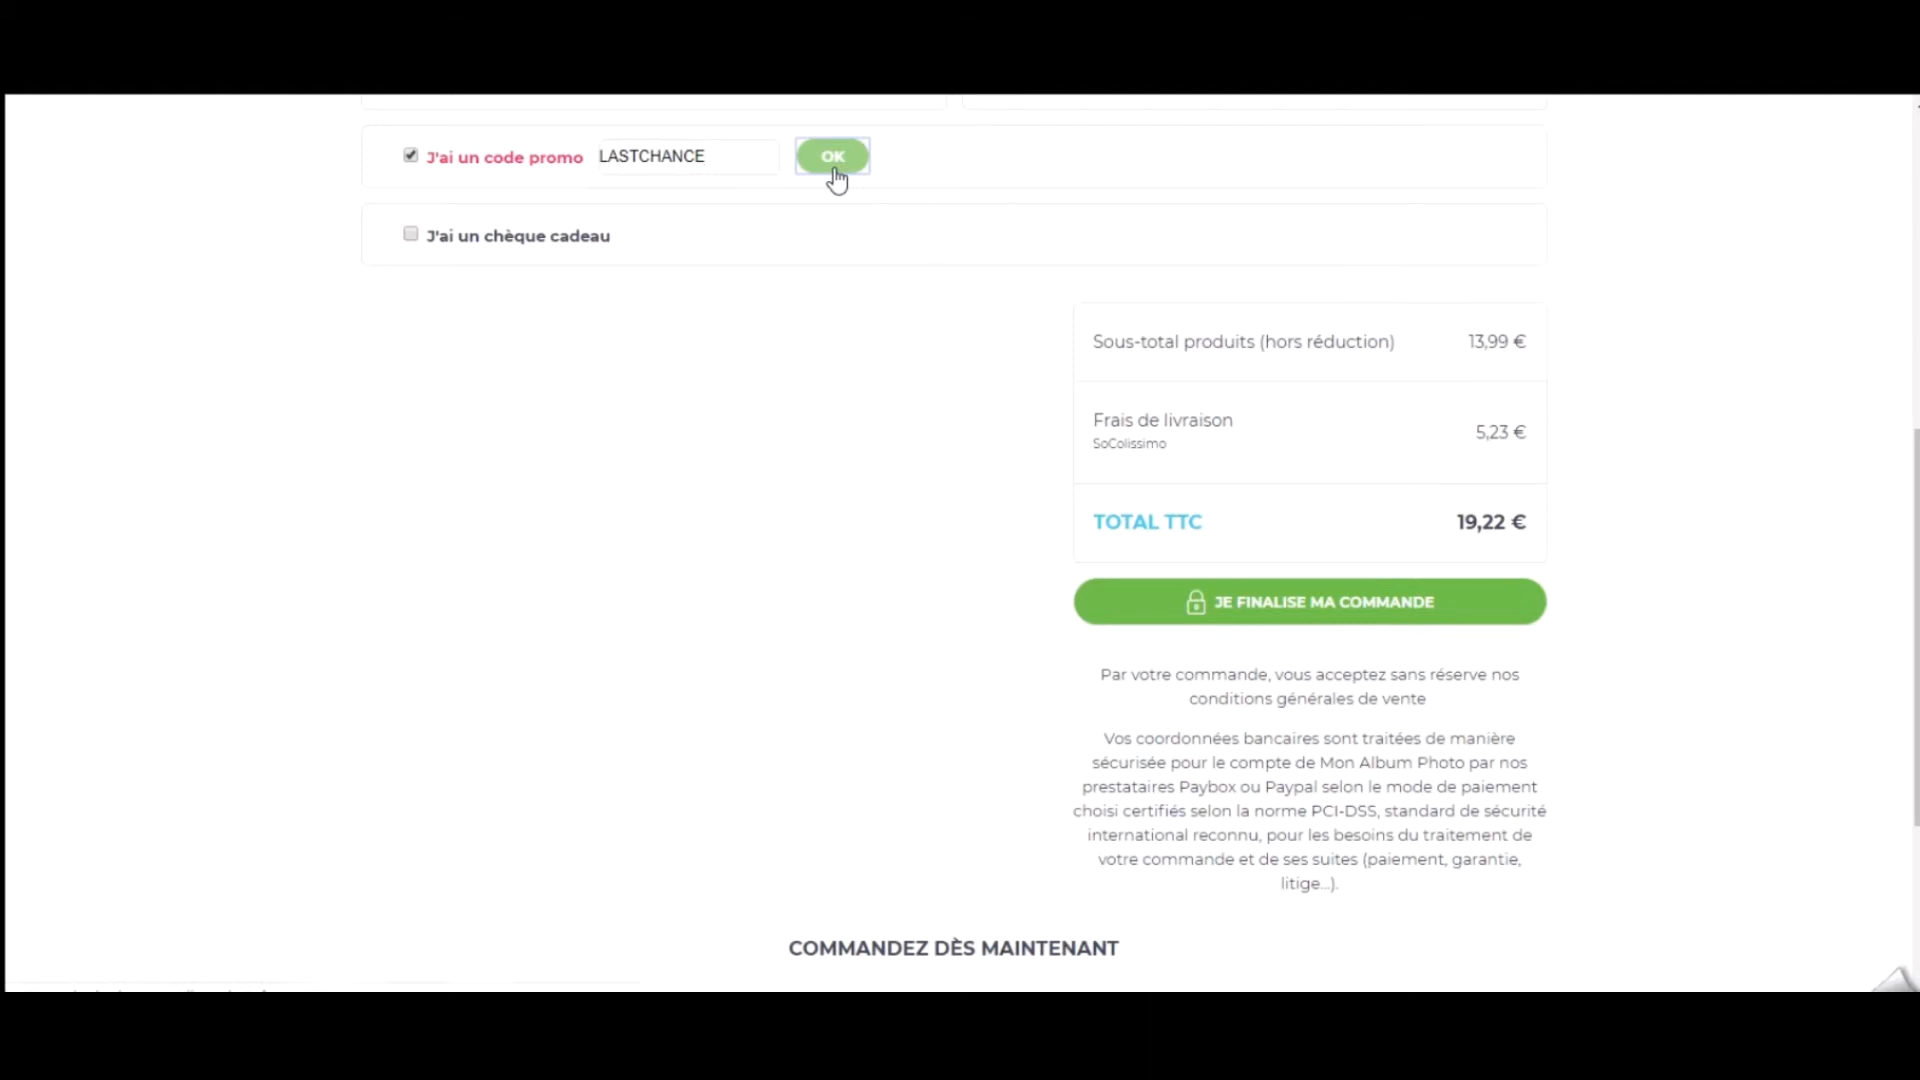 J'ai un code promo LASTCHANCE OK
J'ai un chèque cadeau
Sous-total produits (hors réduction) 13,99 €
Frais de livraison
SoColissimo
5,23 €
TOTAL TTC 19,22 €
JE FINALISE MA COMMANDE
Par votre commande, vous acceptez sans réserve nos
conditions générales de vente
Vos coordonnées bancaires sont traitées de manière
sécurisée pour le compte de Mon Album Photo par nos
prestataires Paybox ou Paypal selon le mode de paiement
choisi certifiés selon la norme PCI-DSS, standard de sécurité
international reconnu, pour les besoins du traitement de
votre commande et de ses suites (paiement, garantie,
litige...).
COMMANDEZ DÈS MAINTENANT